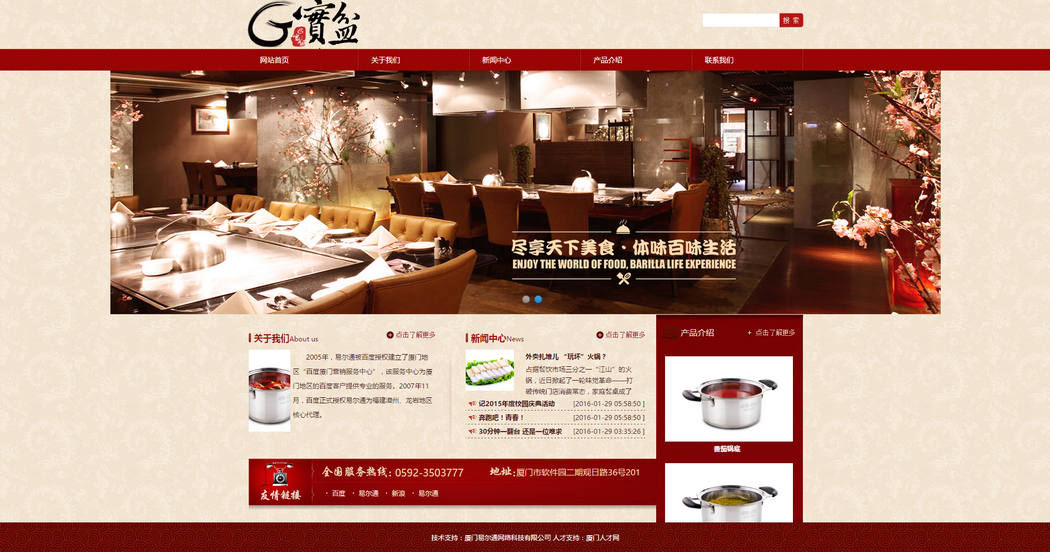 G寶盆
搜 索
网站首页
关于我们
新闻中心
产品介绍
联系我们
尽享天下美食·体味百味生活
ENJOY THE WORLD OF FOOD, BARILLA LIFE EXPERIENCE
关于我们About us
点击了解更多
2005年，易尔通被百度授权建立了厦门地
区“百度厦门营销服务中心”，该服务中心为厦
门地区的百度客户提供专业的服务。2007年11
月，百度正式授权易尔通为福建漳州、龙岩地区
核心代理。
新闻中心News
点击了解更多
外卖扎堆儿 “玩坏”火锅？
占据餐饮市场三分之一“江山”的火
锅，近日掀起了一轮味觉革命——打
破传统门店消费常态，家庭餐桌成了
记2015年度校园庆典活动 [2016-01-29 05:58:50 ]
奔跑吧！青春！ [2016-01-29 05:58:50 ]
30分钟一翻台 还是一位难求 [2016-01-29 03:35:26 ]
产品介绍
+ 点击了解更多
番茄锅底
友情链接
全国服务热线: 0592-3503777
地址:厦门市软件园二期观日路36号201
· 百度 · 易尔通 · 新浪 · 易尔通
技术支持：厦门易尔通网络科技有限公司 人才支持：厦门人才网